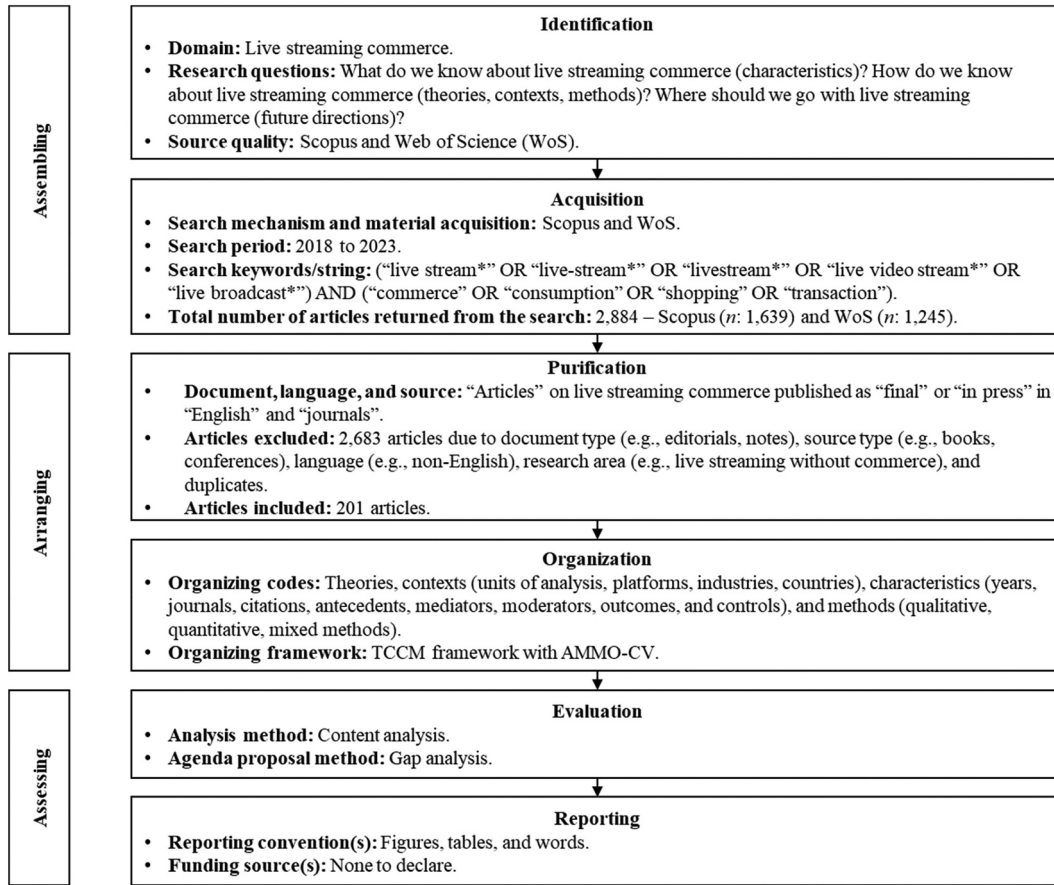 Assembling
Identification
• Domain: Live streaming commerce.
• Research questions: What do we know about live streaming commerce (characteristics)? How do we know
about live streaming commerce (theories, contexts, methods)? Where should we go with live streaming
commerce (future directions)?
• Source quality: Scopus and Web of Science (WoS).
Acquisition
• Search mechanism and material acquisition: Scopus and WoS.
• Search period: 2018 to 2023.
• Search keywords/string: (“live stream*” OR “live-stream*” OR “livestream*” OR “live video stream*” OR
“live broadcast*”) AND (“commerce” OR “consumption” OR “shopping” OR “transaction”).
• Total number of articles returned from the search: 2,884 – Scopus (n: 1,639) and WoS (n: 1,245).
Arranging
Purification
• Document, language, and source: “Articles” on live streaming commerce published as “final” or “in press” in
“English” and “journals”.
• Articles excluded: 2,683 articles due to document type (e.g., editorials, notes), source type (e.g., books,
conferences), language (e.g., non-English), research area (e.g., live streaming without commerce), and
duplicates.
• Articles included: 201 articles.
Organization
• Organizing codes: Theories, contexts (units of analysis, platforms, industries, countries), characteristics (years,
journals, citations, antecedents, mediators, moderators, outcomes, and controls), and methods (qualitative,
quantitative, mixed methods).
• Organizing framework: TCCM framework with AMMO-CV.
Assessing
Evaluation
• Analysis method: Content analysis.
• Agenda proposal method: Gap analysis.
Reporting
• Reporting convention(s): Figures, tables, and words.
• Funding source(s): None to declare.